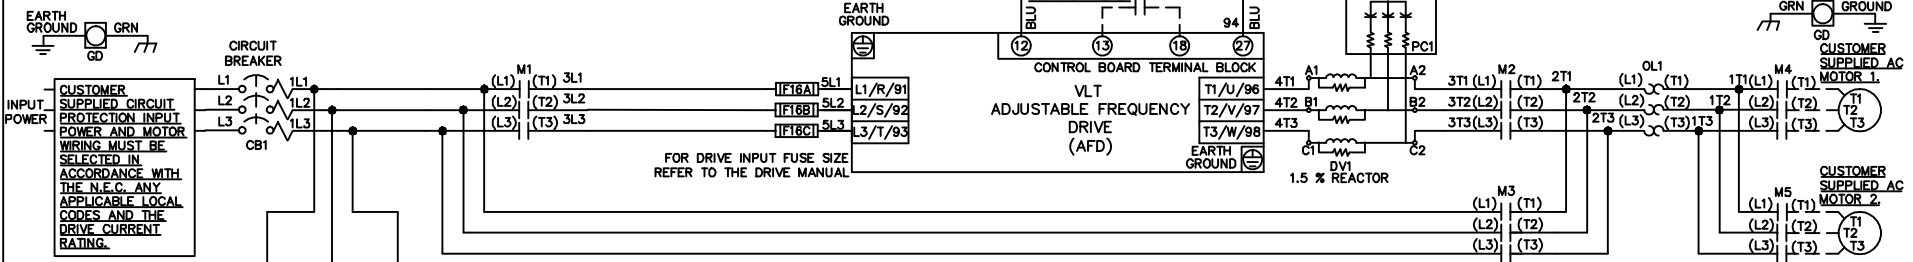 EARTH
GROUND
GRN
GD
EARTH
GROUND
BLU
94
BLU
12
13
18
27
PC1
GRN
GROUND
GD
CUSTOMER
SUPPLIED AC
MOTOR 1.
INPUT
POWER
CUSTOMER
SUPPLIED CIRCUIT
PROTECTION INPUT
POWER AND MOTOR
WIRING MUST BE
SELECTED IN
ACCORDANCE WITH
THE N.E.C. ANY
APPLICABLE LOCAL
CODES AND THE
DRIVE CURRENT
RATING.
CIRCUIT
BREAKER
L1 1L1
L2 1L2
L3 1L3
CB1
M1
(L1) (T1) 3L1
(L2) (T2) 3L2
(L3) (T3) 3L3
IF16A 5L1
IF16B 5L2
IF16C 5L3
FOR DRIVE INPUT FUSE SIZE
REFER TO THE DRIVE MANUAL
L1/R/91
L2/S/92
L3/T/93
CONTROL BOARD TERMINAL BLOCK
VLT
ADJUSTABLE FREQUENCY
DRIVE
(AFD)
T1/U/96
T2/V/97
T3/W/98
EARTH
GROUND
4T1 A1 A2
4T2 B1 B2
4T3 C1 C2
DV1
1.5 % REACTOR
M2
3T1 (L1) (T1) 2T1
3T2 (L2) (T2) 2T2
3T3 (L3) (T3) 2T3
OL1
(L1) (T1) 1T1
(L2) (T2) 1T2
(L3) (T3) 1T3
M4
(L1) (T1)
(L2) (T2)
(L3) (T3)
T1
T2
T3
M3
(L1) (T1)
(L2) (T2)
(L3) (T3)
CUSTOMER
SUPPLIED AC
MOTOR 2.
M5
(L1) (T1)
(L2) (T2)
(L3) (T3)
T1
T2
T3